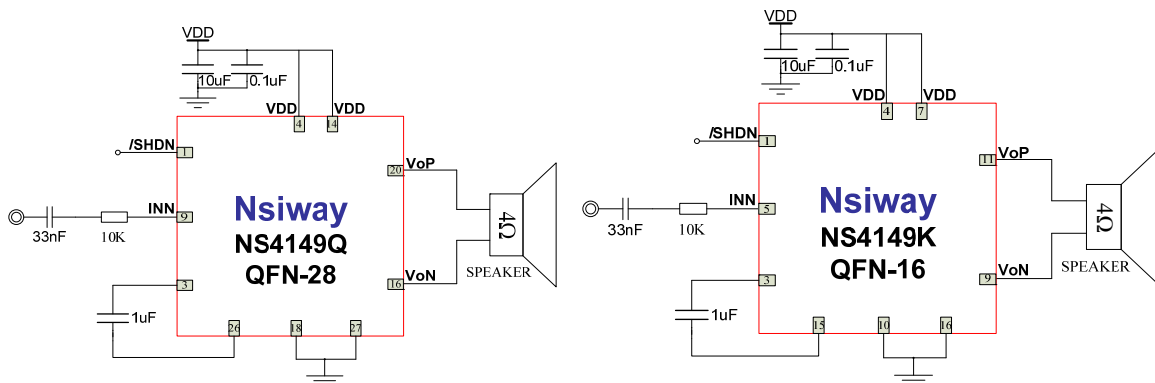 VDD
10uF
0.1uF
VDD
VDD
4
14
/SHDN
1
20
VoP
INN
9
33nF
10K
Nsiway
NS4149Q
QFN-28
4Ω
SPEAKER
3
16
VoN
1uF
26
18
27
VDD
10uF
0.1uF
VDD
VDD
4
7
/SHDN
1
11
VoP
INN
5
33nF
10K
Nsiway
NS4149K
QFN-16
4Ω
SPEAKER
3
9
VoN
1uF
15
10
16